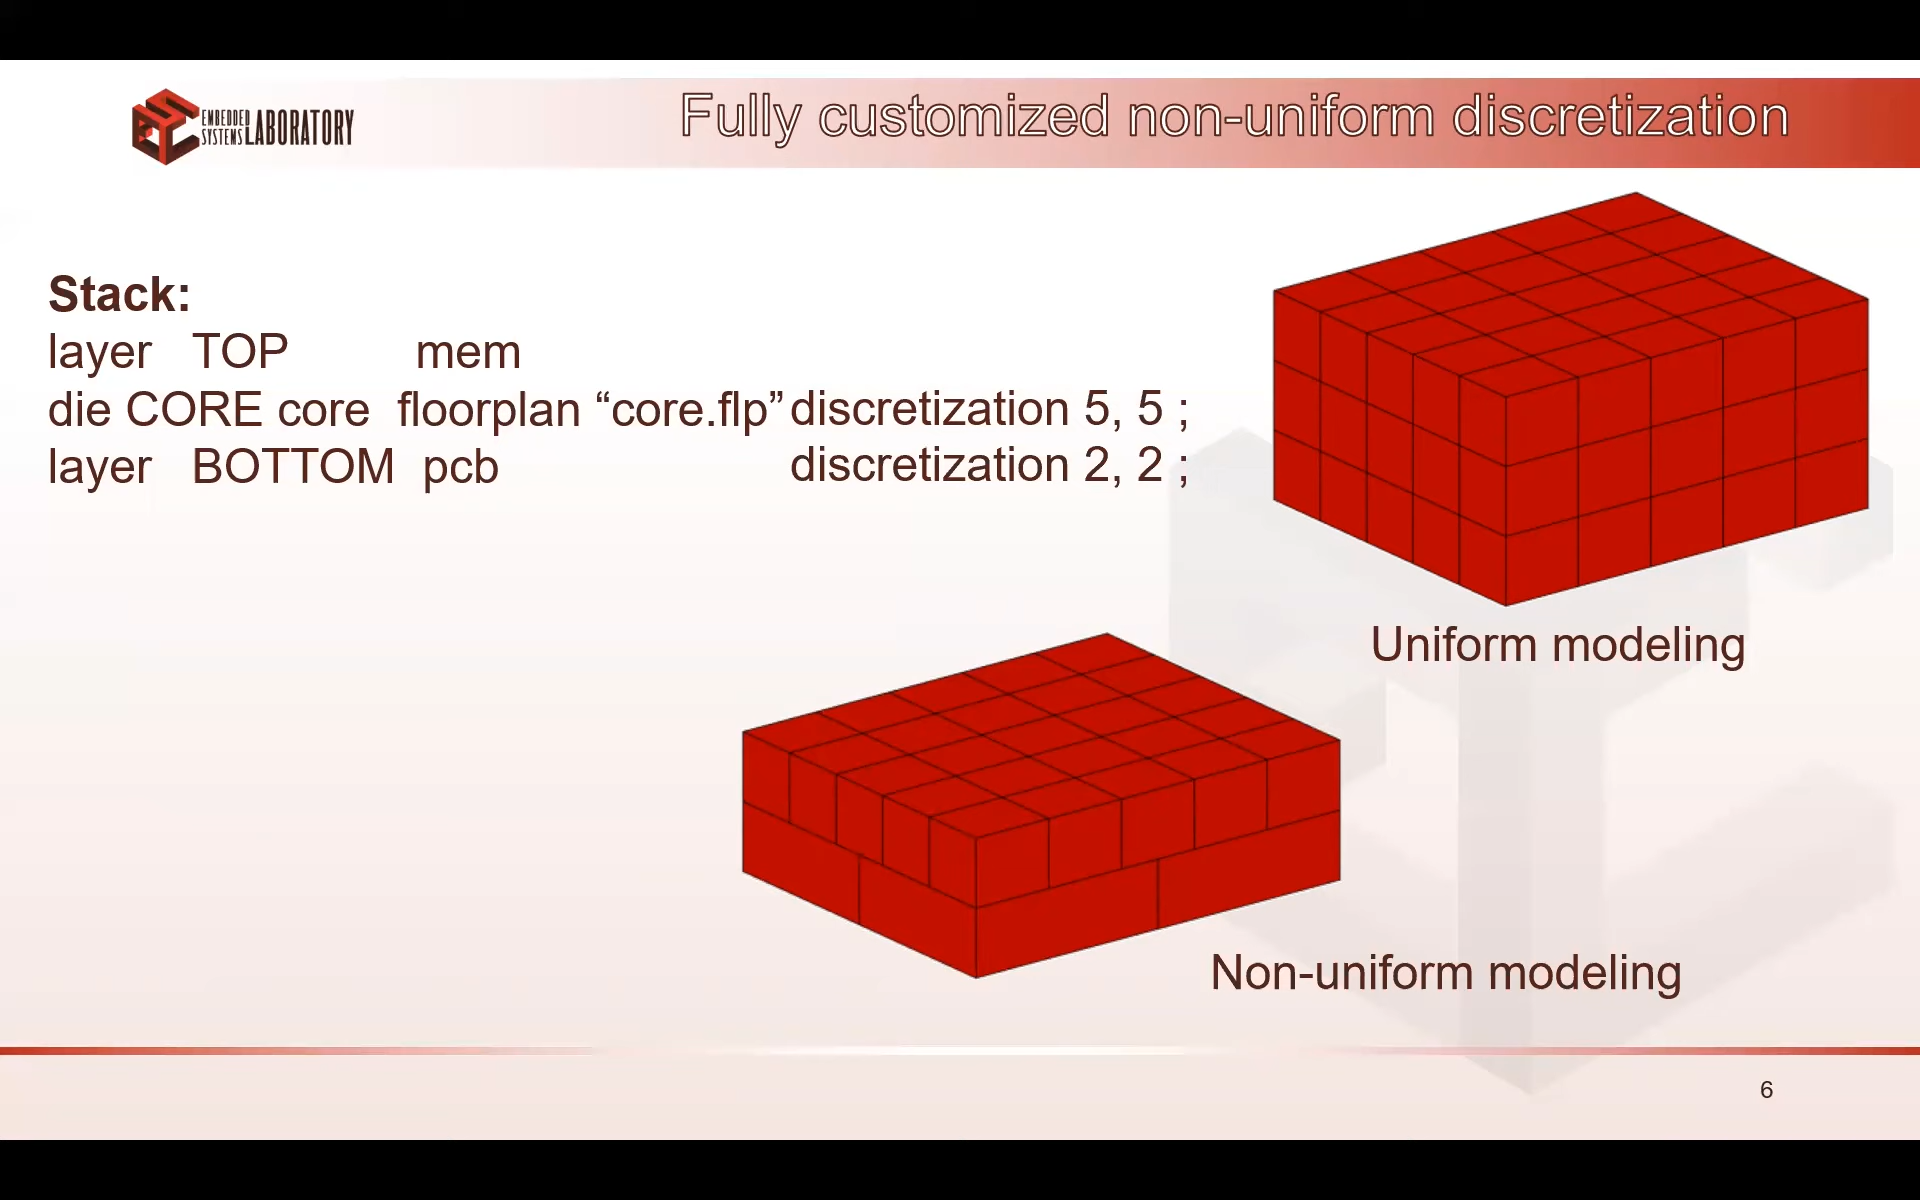 EMBEDDED
SYSTEMS LABORATORY
Fully customized non-uniform discretization
Stack:
layer TOP mem
die CORE core floorplan “core.flp” discretization 5, 5 ;
layer BOTTOM pcb discretization 2, 2 ;
Uniform modeling
Non-uniform modeling
6